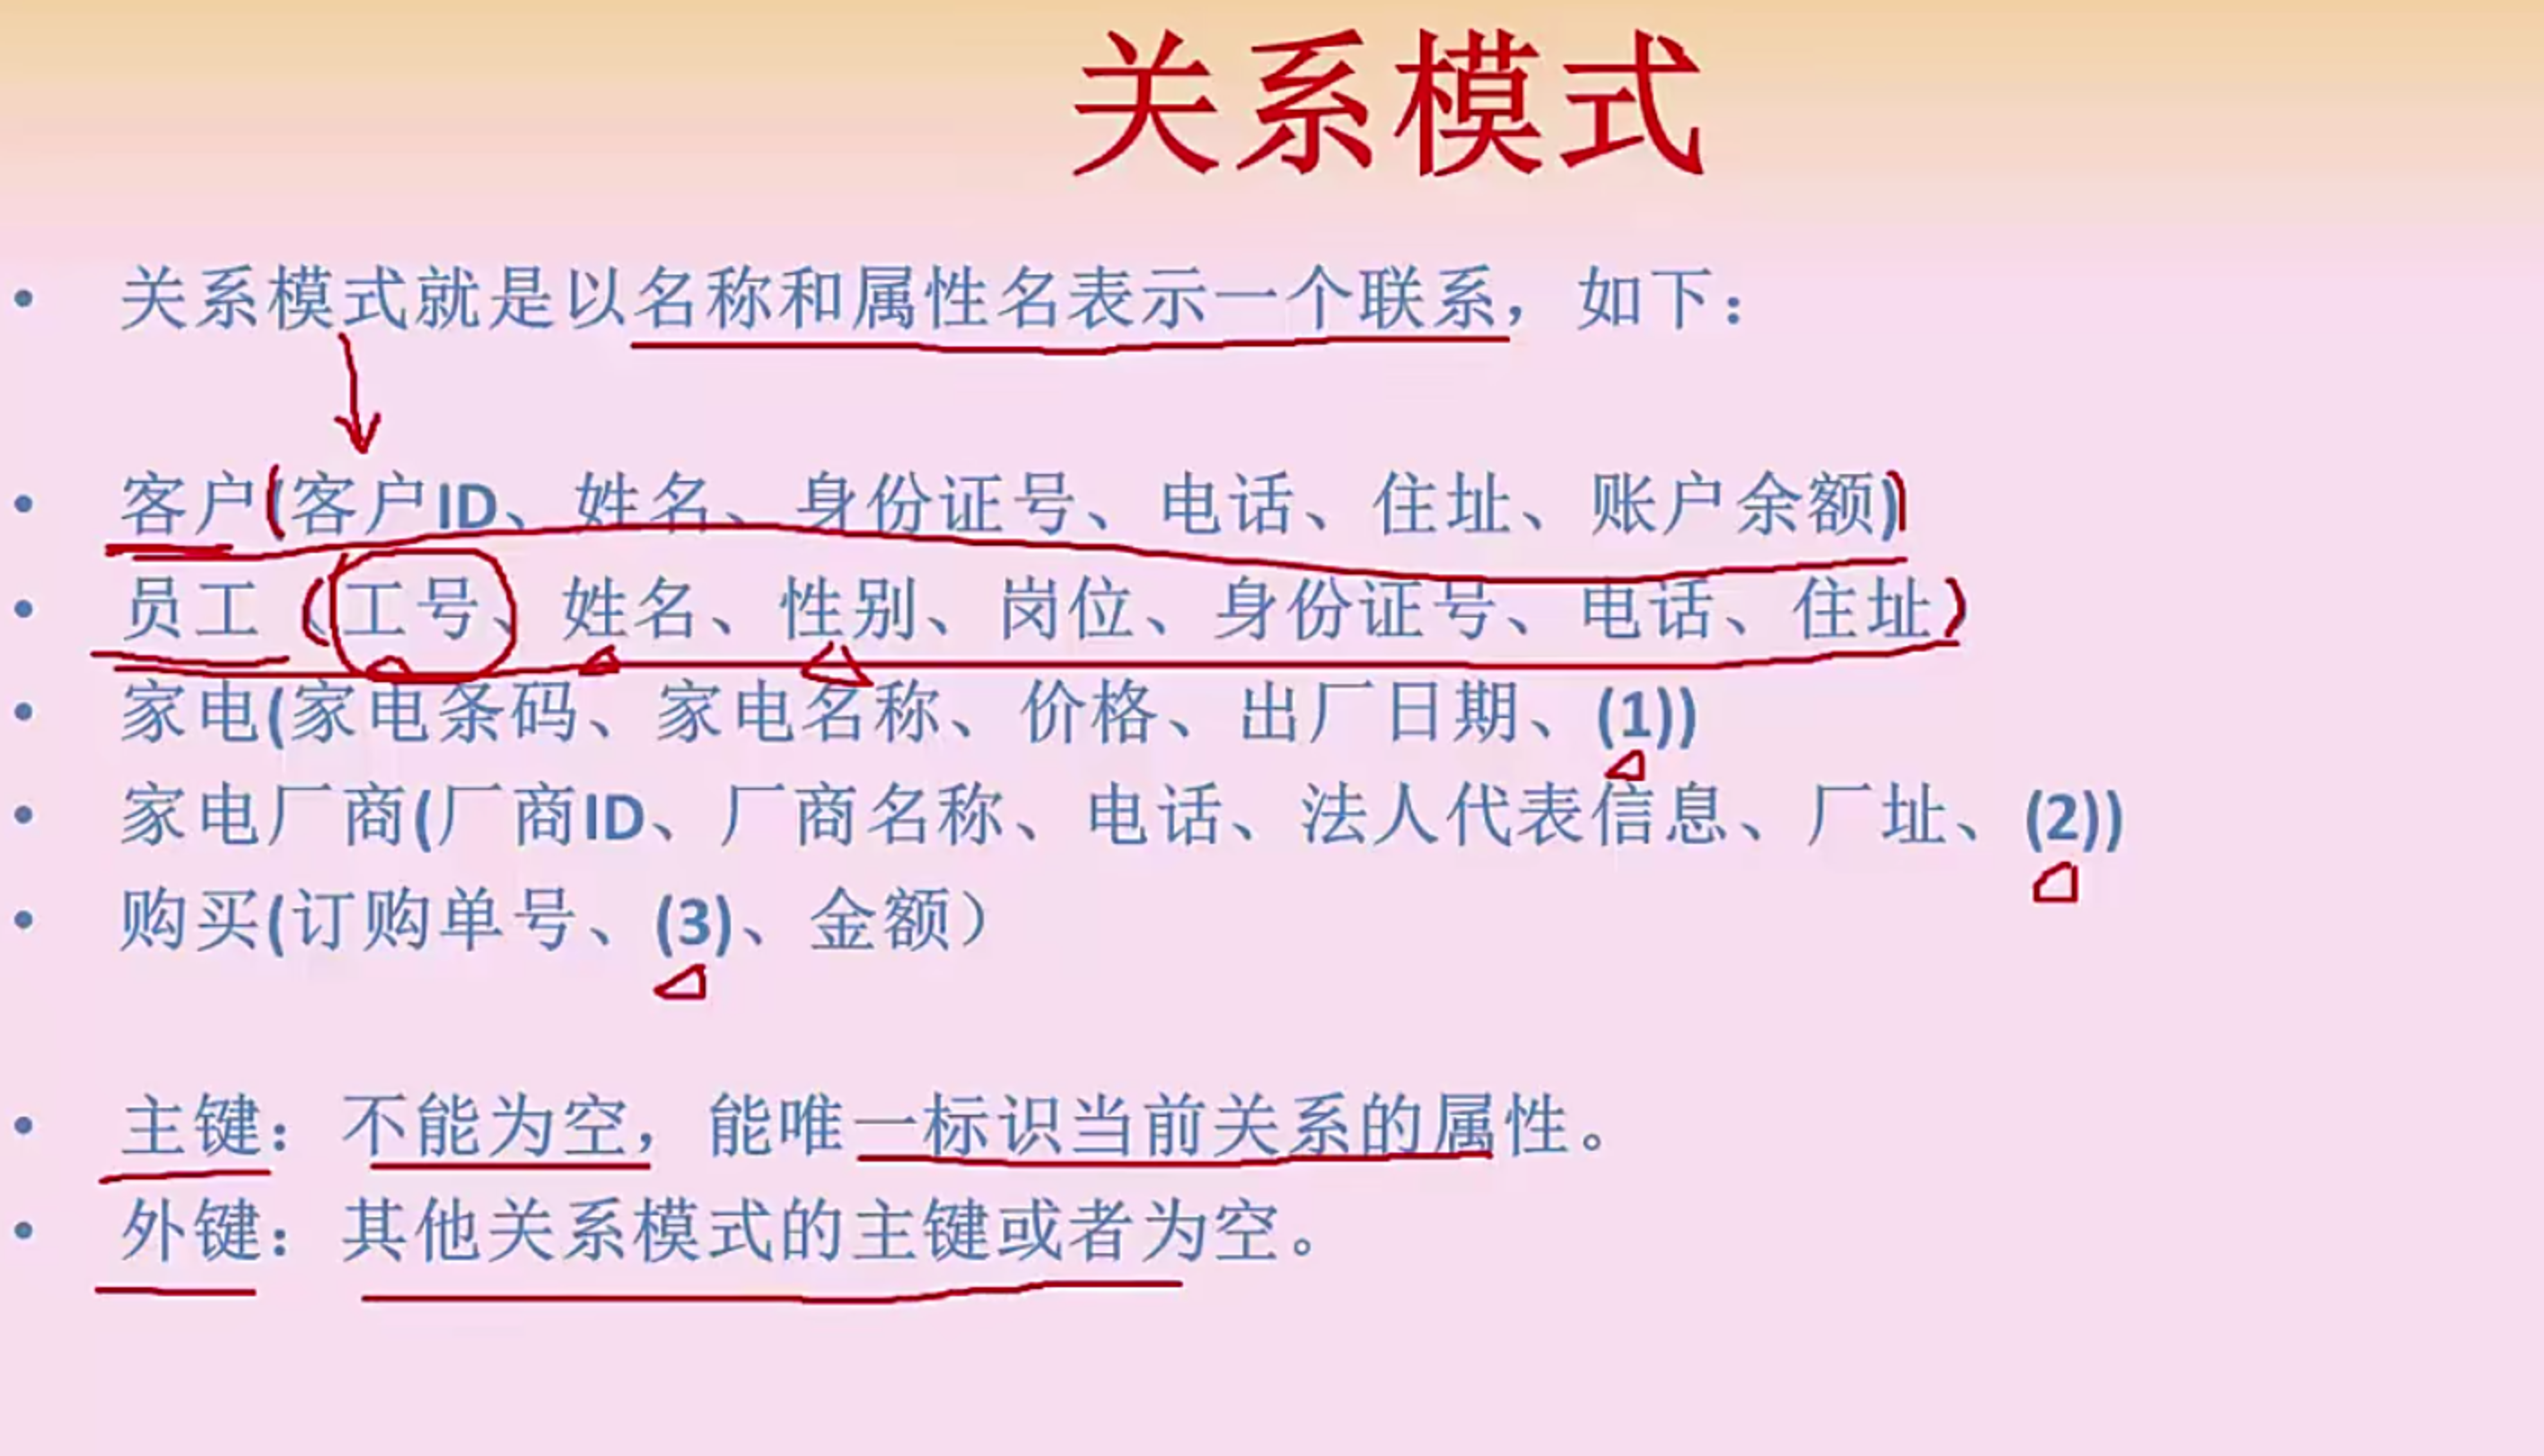 关系模式
• 关系模式就是以名称和属性名表示一个联系，如下：
• 客户(客户ID、姓名、身份证号、电话、住址、账户余额)
• 员工（工号、姓名、性别、岗位、身份证号、电话、住址）
• 家电(家电条码、家电名称、价格、出厂日期、(1))
• 家电厂商(厂商ID、厂商名称、电话、法人代表信息、厂址、(2))
• 购买(订购单号、(3)、金额）
• 主键：不能为空，能唯一标识当前关系的属性。
• 外键：其他关系模式的主键或者为空。